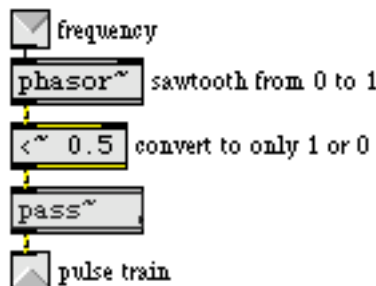 frequency
phasor~ sawtooth from 0 to 1
<~ 0.5 convert to only 1 or 0
pass~
pulse train